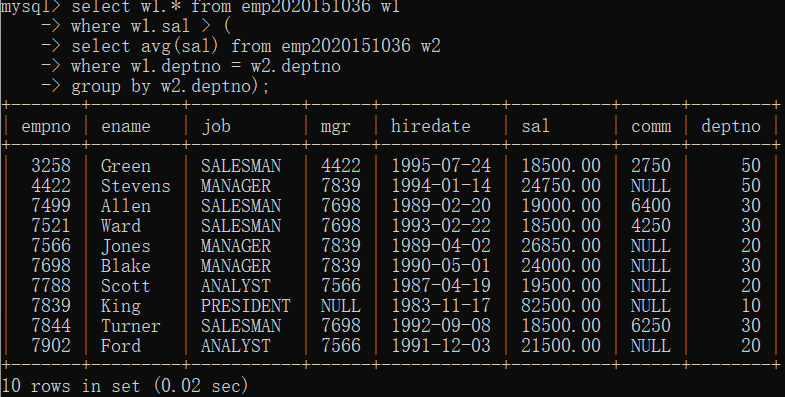 mysql> select w1.* from emp2020151036 w1
    -> where w1.sal > (
    -> select avg(sal) from emp2020151036 w2
    -> where w1.deptno = w2.deptno
    -> group by w2.deptno);
+-------+---------+-----------+------+------------+----------+------+--------+
| empno | ename   | job       | mgr  | hiredate   | sal      | comm | deptno |
+-------+---------+-----------+------+------------+----------+------+--------+
|  3258 | Green   | SALESMAN  | 4422 | 1995-07-24 | 18500.00 | 2750 |     50 |
|  4422 | Stevens | MANAGER   | 7839 | 1994-01-14 | 24750.00 | NULL |     50 |
|  7499 | Allen   | SALESMAN  | 7698 | 1989-02-20 | 19000.00 | 6400 |     30 |
|  7521 | Ward    | SALESMAN  | 7698 | 1993-02-22 | 18500.00 | 4250 |     30 |
|  7566 | Jones   | MANAGER   | 7839 | 1989-04-02 | 26850.00 | NULL |     20 |
|  7698 | Blake   | MANAGER   | 7839 | 1990-05-01 | 24000.00 | NULL |     30 |
|  7788 | Scott   | ANALYST   | 7566 | 1987-04-19 | 19500.00 | NULL |     20 |
|  7839 | King    | PRESIDENT | NULL | 1983-11-17 | 82500.00 | NULL |     10 |
|  7844 | Turner  | SALESMAN  | 7698 | 1992-09-08 | 18500.00 | 6250 |     30 |
|  7902 | Ford    | ANALYST   | 7566 | 1991-12-03 | 21500.00 | NULL |     20 |
+-------+---------+-----------+------+------------+----------+------+--------+
10 rows in set (0.02 sec)